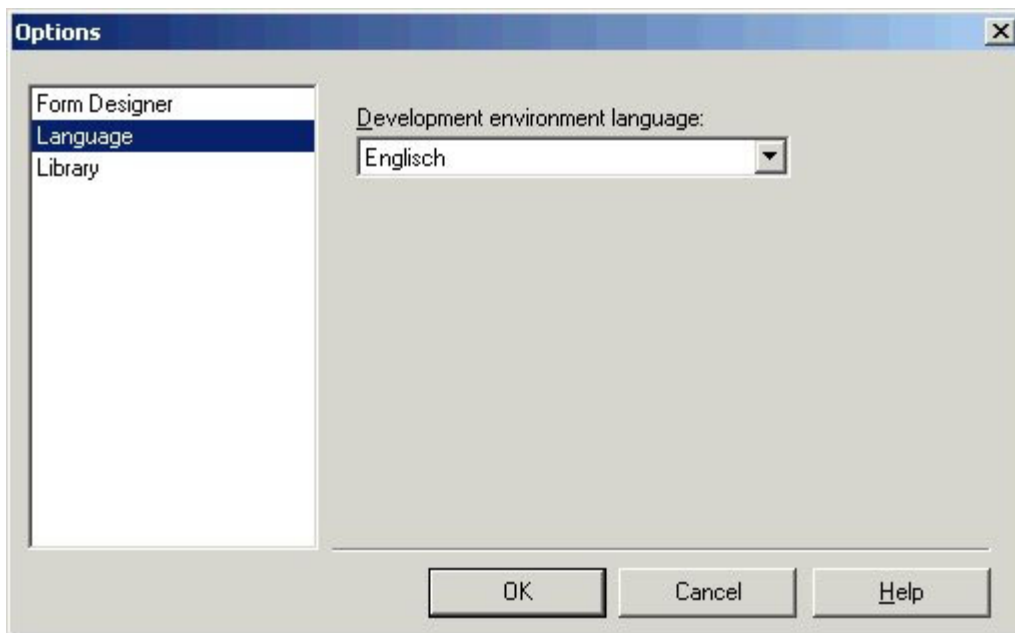 Options
Form Designer
Language
Library
Development environment language:
Englisch
OK
Cancel
Help